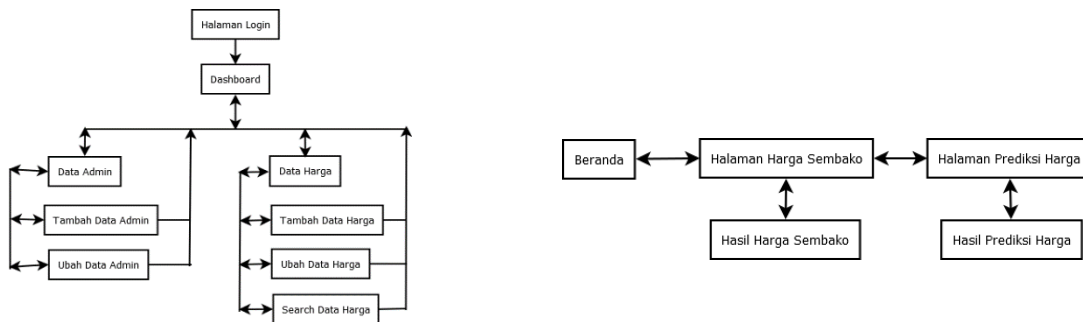 Halaman Login
Dashboard
Data Admin
Tambah Data Admin
Ubah Data Admin
Data Harga
Tambah Data Harga
Ubah Data Harga
Search Data Harga
Beranda
Halaman Harga Sembako
Halaman Prediksi Harga
Hasil Harga Sembako
Hasil Prediksi Harga